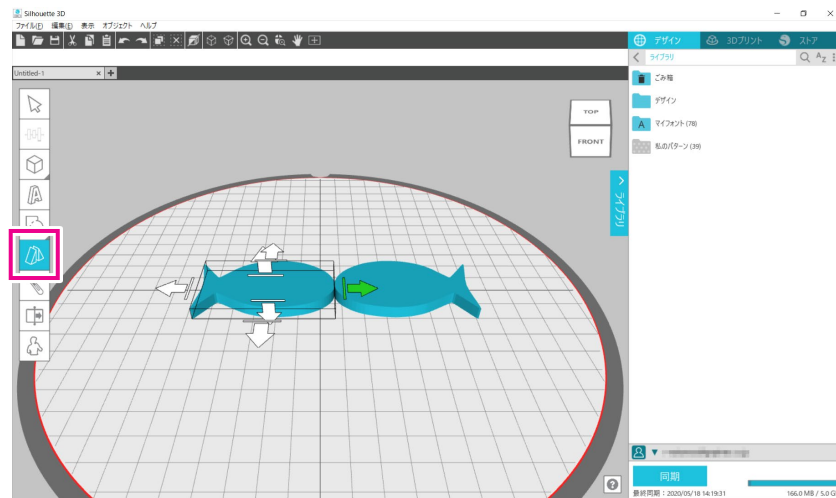 Silhouette 3D
ファイル(F) 編集(E) 表示 オブジェクト ヘルプ
デザイン 3Dプリント ストア
ライブラリ
Untitled-1
ごみ箱
デザイン
マイフォント (78)
私のパターン (39)
TOP
FRONT
ライブラリ
同期
最終同期：2020/05/18 14:19:31 166.0 MB / 5.0 G